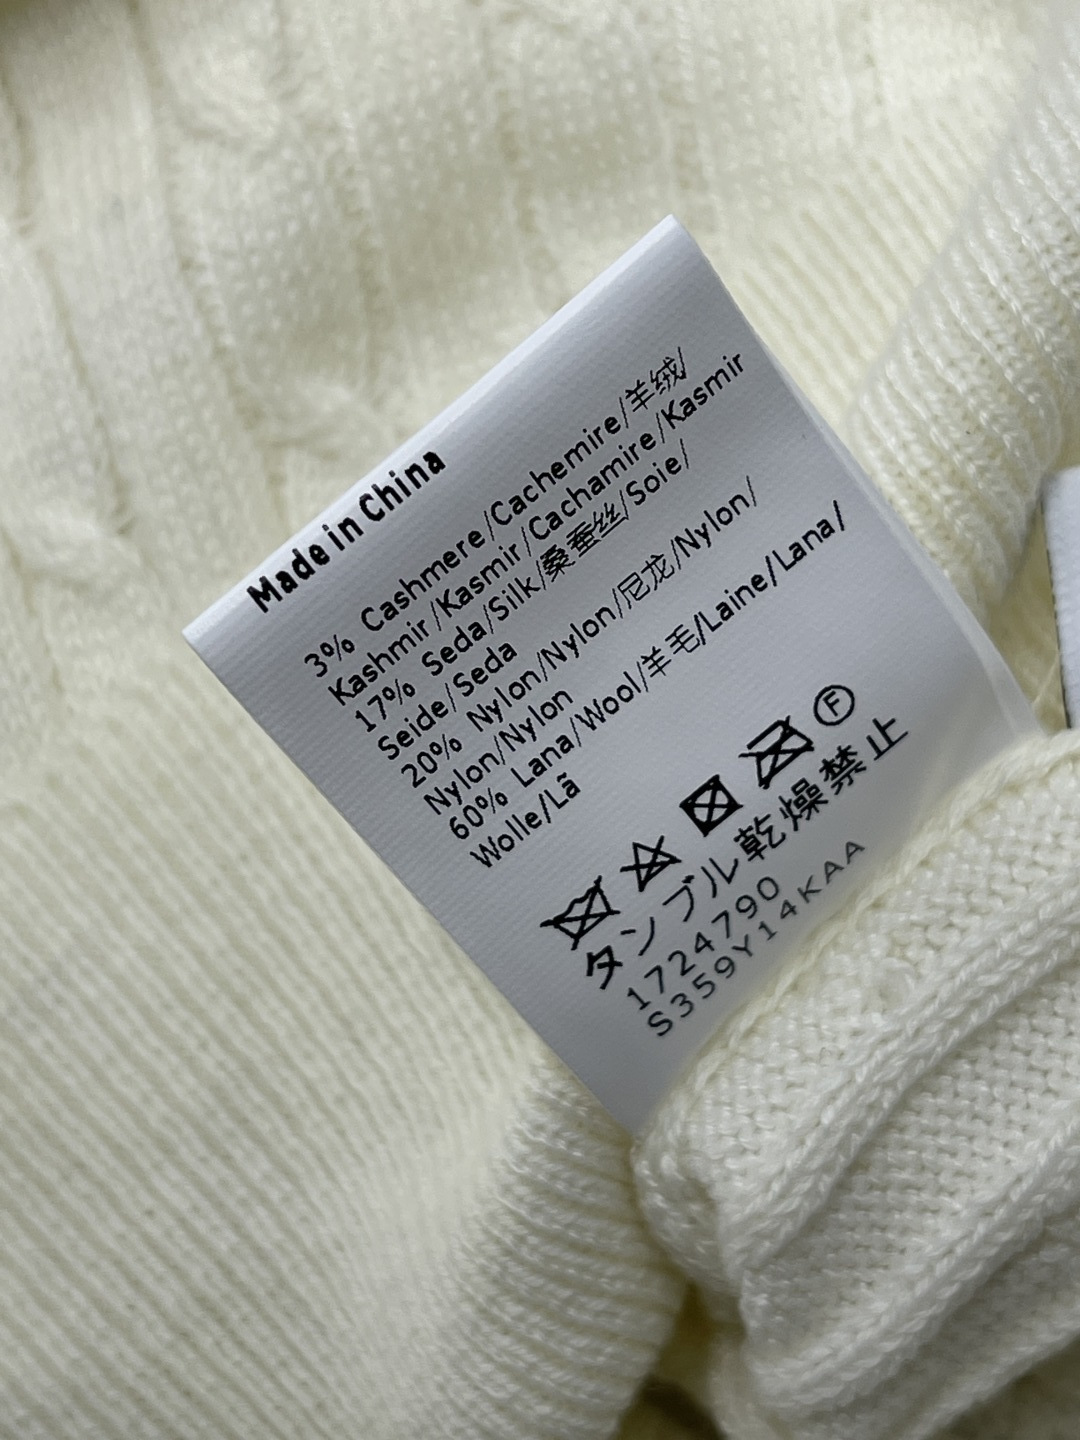 Made in China
3% Cashmere/Cachemire/羊绒/
Kashmir/Kasmir/Cachamire/Kasmir
17% Seda/Silk/桑蚕丝/Soie/
Seide/Seda
20% Nylon/Nylon/尼龙/Nylon/
Nylon/Nylon
60% Lana/Wool/羊毛/Laine/Lana/
Wolle/Lã
F
タンブル乾燥禁止
1724790
S359Y14KAA